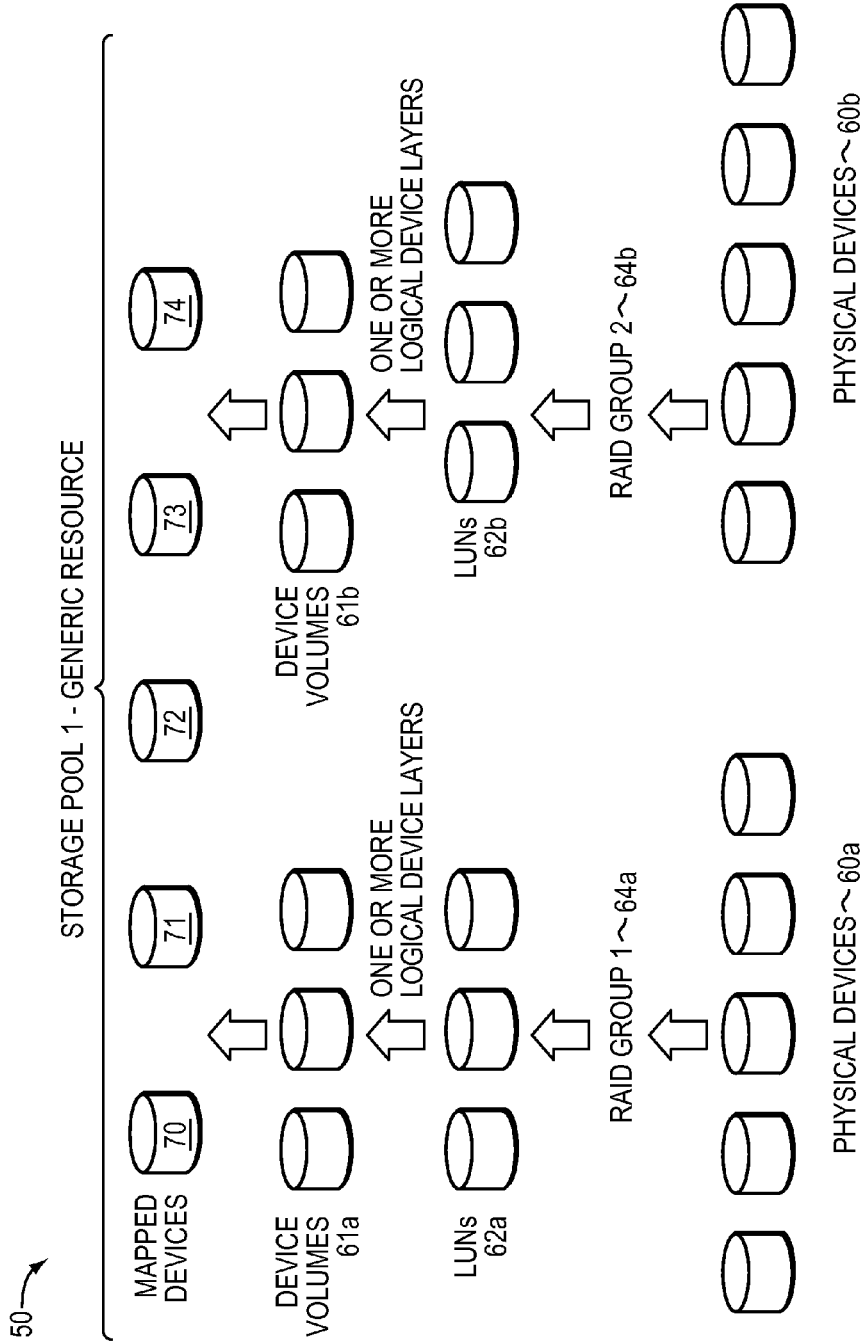 50
STORAGE POOL 1 - GENERIC RESOURCE
MAPPED
DEVICES
70
71
72
73
74
DEVICE
VOLUMES
61a
DEVICE
VOLUMES
61b
ONE OR MORE
LOGICAL DEVICE LAYERS
ONE OR MORE
LOGICAL DEVICE LAYERS
LUNs
62a
LUNs
62b
RAID GROUP 1~64a
RAID GROUP 2~64b
PHYSICAL DEVICES~60a
PHYSICAL DEVICES~60b